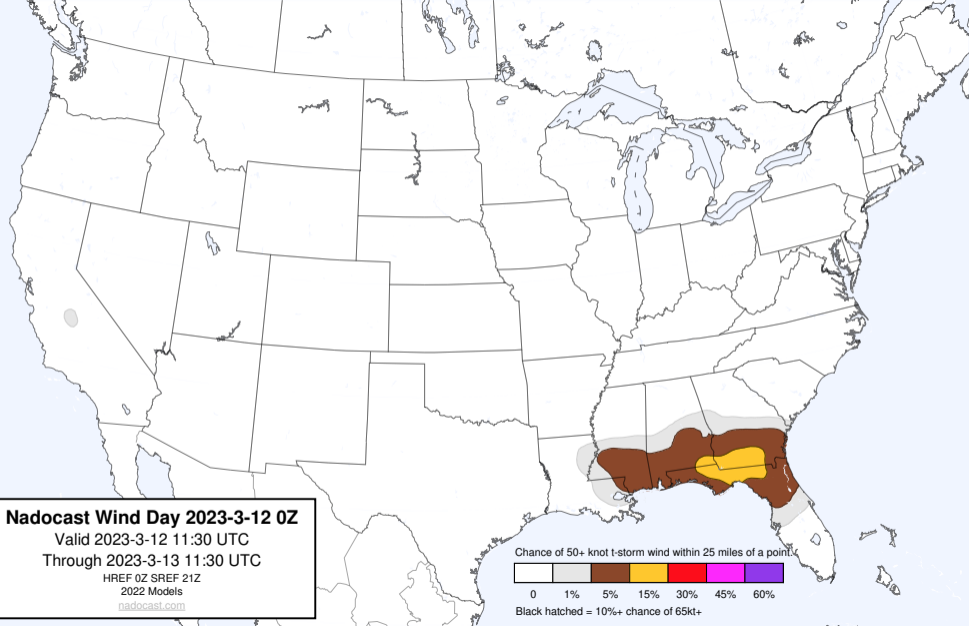 Nadocast Wind Day 2023-3-12 0Z
Valid 2023-3-12 11:30 UTC
Through 2023-3-13 11:30 UTC
HREF 0Z SREF 21Z
2022 Models
nadocast.com
Chance of 50+ knot t-storm wind within 25 miles of a point.
0 1% 5% 15% 30% 45% 60%
Black hatched = 10%+ chance of 65kt+